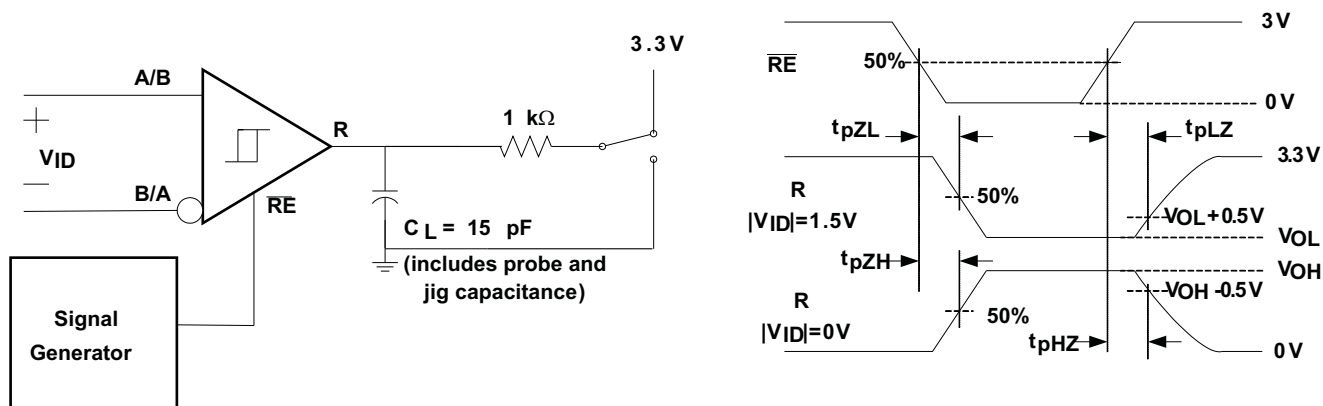 A/B
+
VID
–
B/A
R
RE
1 kΩ
3.3V
CL = 15 pF
(includes probe and
jig capacitance)
Signal
Generator
RE
50%
3V
0V
tpZL
tpLZ
R
|VID|=1.5V
50%
3.3V
VOL+0.5V
VOL
tpZH
R
|VID|=0V
50%
VOH
VOH-0.5V
tpHZ
0V